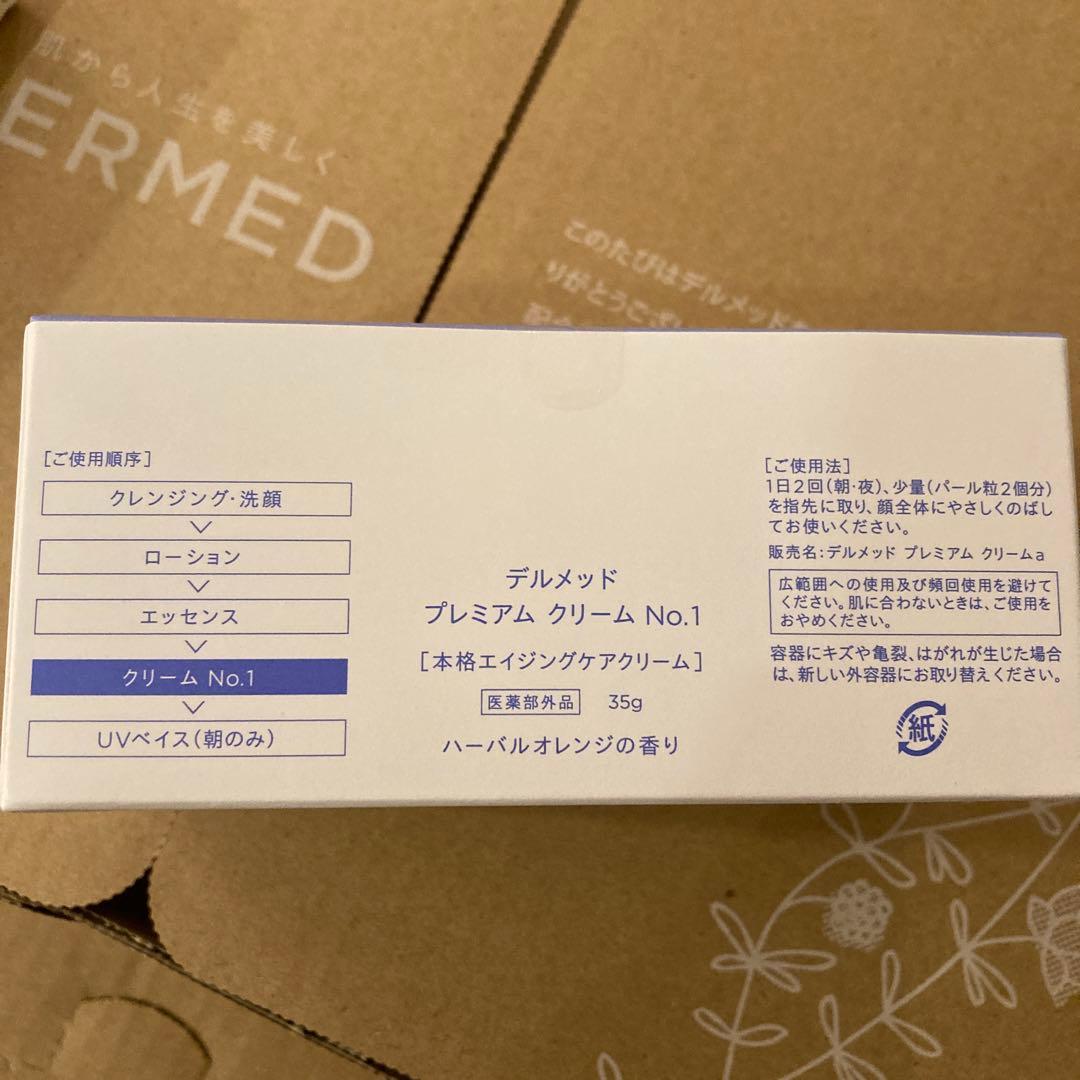 肌から人生を美しく
ERMED
このたびはデルメッド
りがとうござい
[ご使用順序]
クレンジング・洗顔
ローション
エッセンス
クリーム No.1
UVベイス(朝のみ)
デルメッド
プレミアム クリーム No.1
[本格エイジングケアクリーム]
医薬部外品 35g
ハーバルオレンジの香り
[ご使用法]
1日2回(朝・夜)、少量(パール粒2個分)
を指先に取り、顔全体にやさしくのばし
てお使いください。
販売名:デルメッド プレミアム クリームa
広範囲への使用及び頻回使用を避けて
ください。肌に合わないときは、ご使用を
おやめください。
容器にキズや亀裂、はがれが生じた場合
は、新しい外容器にお取り替えください。
紙